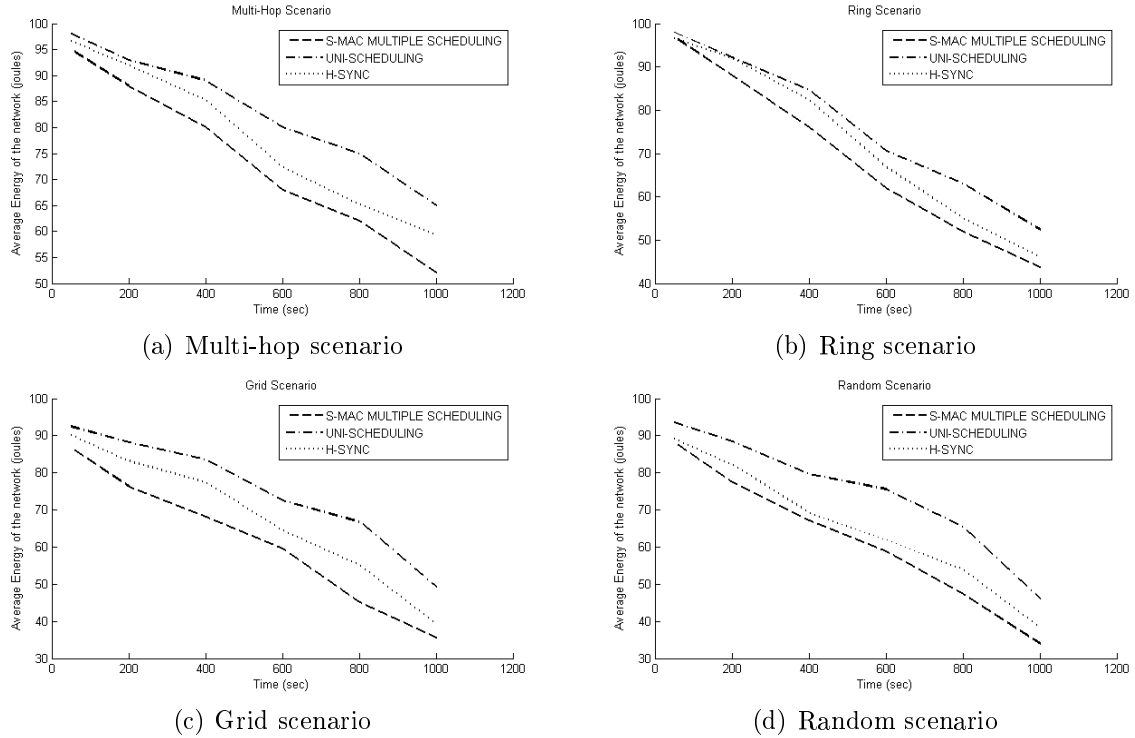 Multi-Hop Scenario
Average Energy of the network (joules)
100
95
90
85
80
75
70
65
60
55
50
0
200
400
600
800
1000
1200
Time (sec)
S-MAC MULTIPLE SCHEDULING
UNI-SCHEDULING
H-SYNC
(a) Multi-hop scenario
Ring Scenario
Average Energy of the network (joules)
100
90
80
70
60
50
40
0
200
400
600
800
1000
1200
Time (sec)
S-MAC MULTIPLE SCHEDULING
UNI-SCHEDULING
H-SYNC
(b) Ring scenario
Grid Scenario
Average Energy of the network (joules)
100
90
80
70
60
50
40
30
0
200
400
600
800
1000
1200
Time (sec)
S-MAC MULTIPLE SCHEDULING
UNI-SCHEDULING
H-SYNC
(c) Grid scenario
Random Scenario
Average Energy of the network (joules)
100
90
80
70
60
50
40
30
0
200
400
600
800
1000
1200
Time (sec)
S-MAC MULTIPLE SCHEDULING
UNI-SCHEDULING
H-SYNC
(d) Random scenario